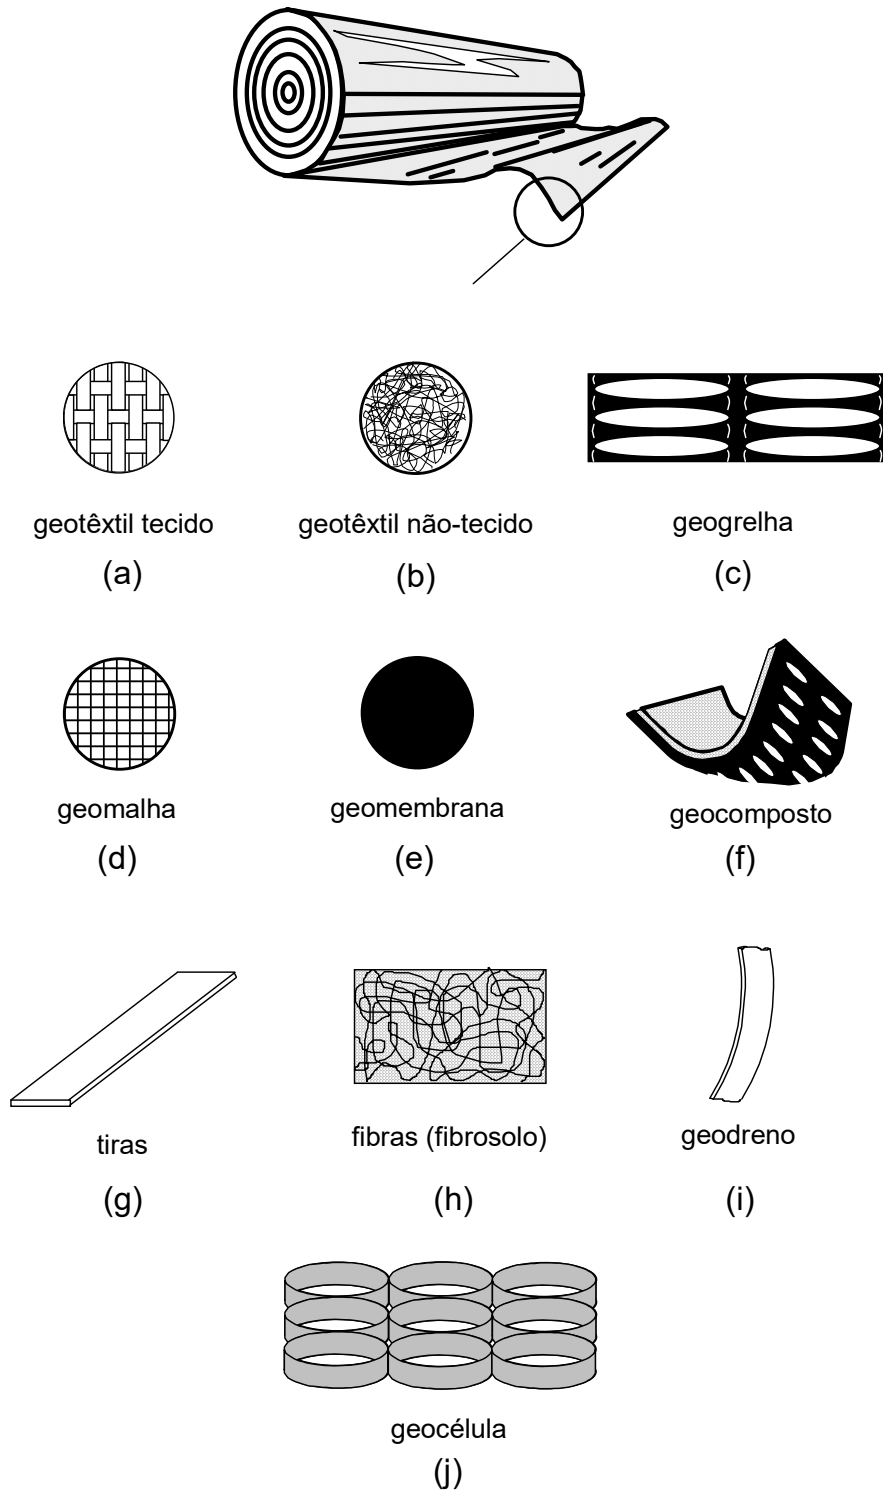 geotêxtil tecido
(a)
geotêxtil não-tecido
(b)
geogrelha
(c)
geomalha
(d)
geomembrana
(e)
geocomposto
(f)
tiras
(g)
fibras (fibrosolo)
(h)
geodreno
(i)
geocélula
(j)